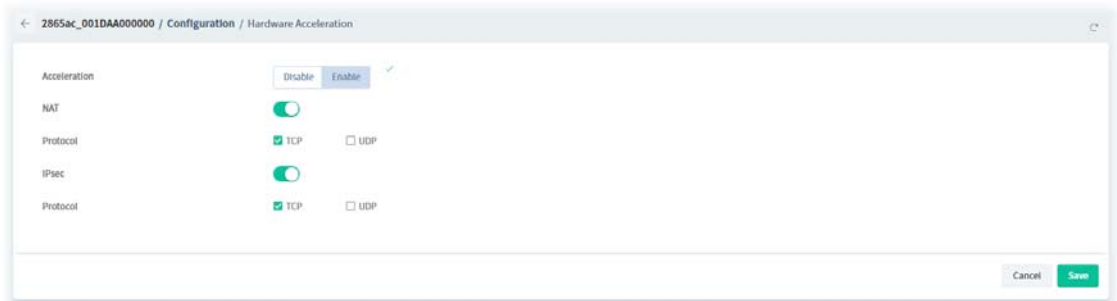 2865ac_001DAA000000 / Configuration / Hardware Acceleration
Acceleration Disable Enable
NAT
Protocol TCP UDP
IPsec
Protocol TCP UDP
Cancel Save